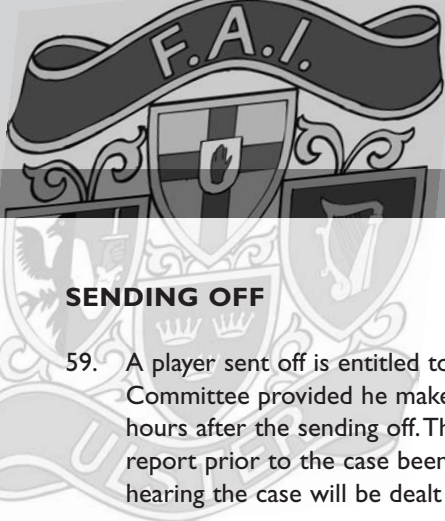 F.A.I.
SENDING OFF
59. A player sent off is entitled to
Committee provided he make
hours after the sending off. Th
report prior to the case been
hearing the case will be dealt
ULSTER